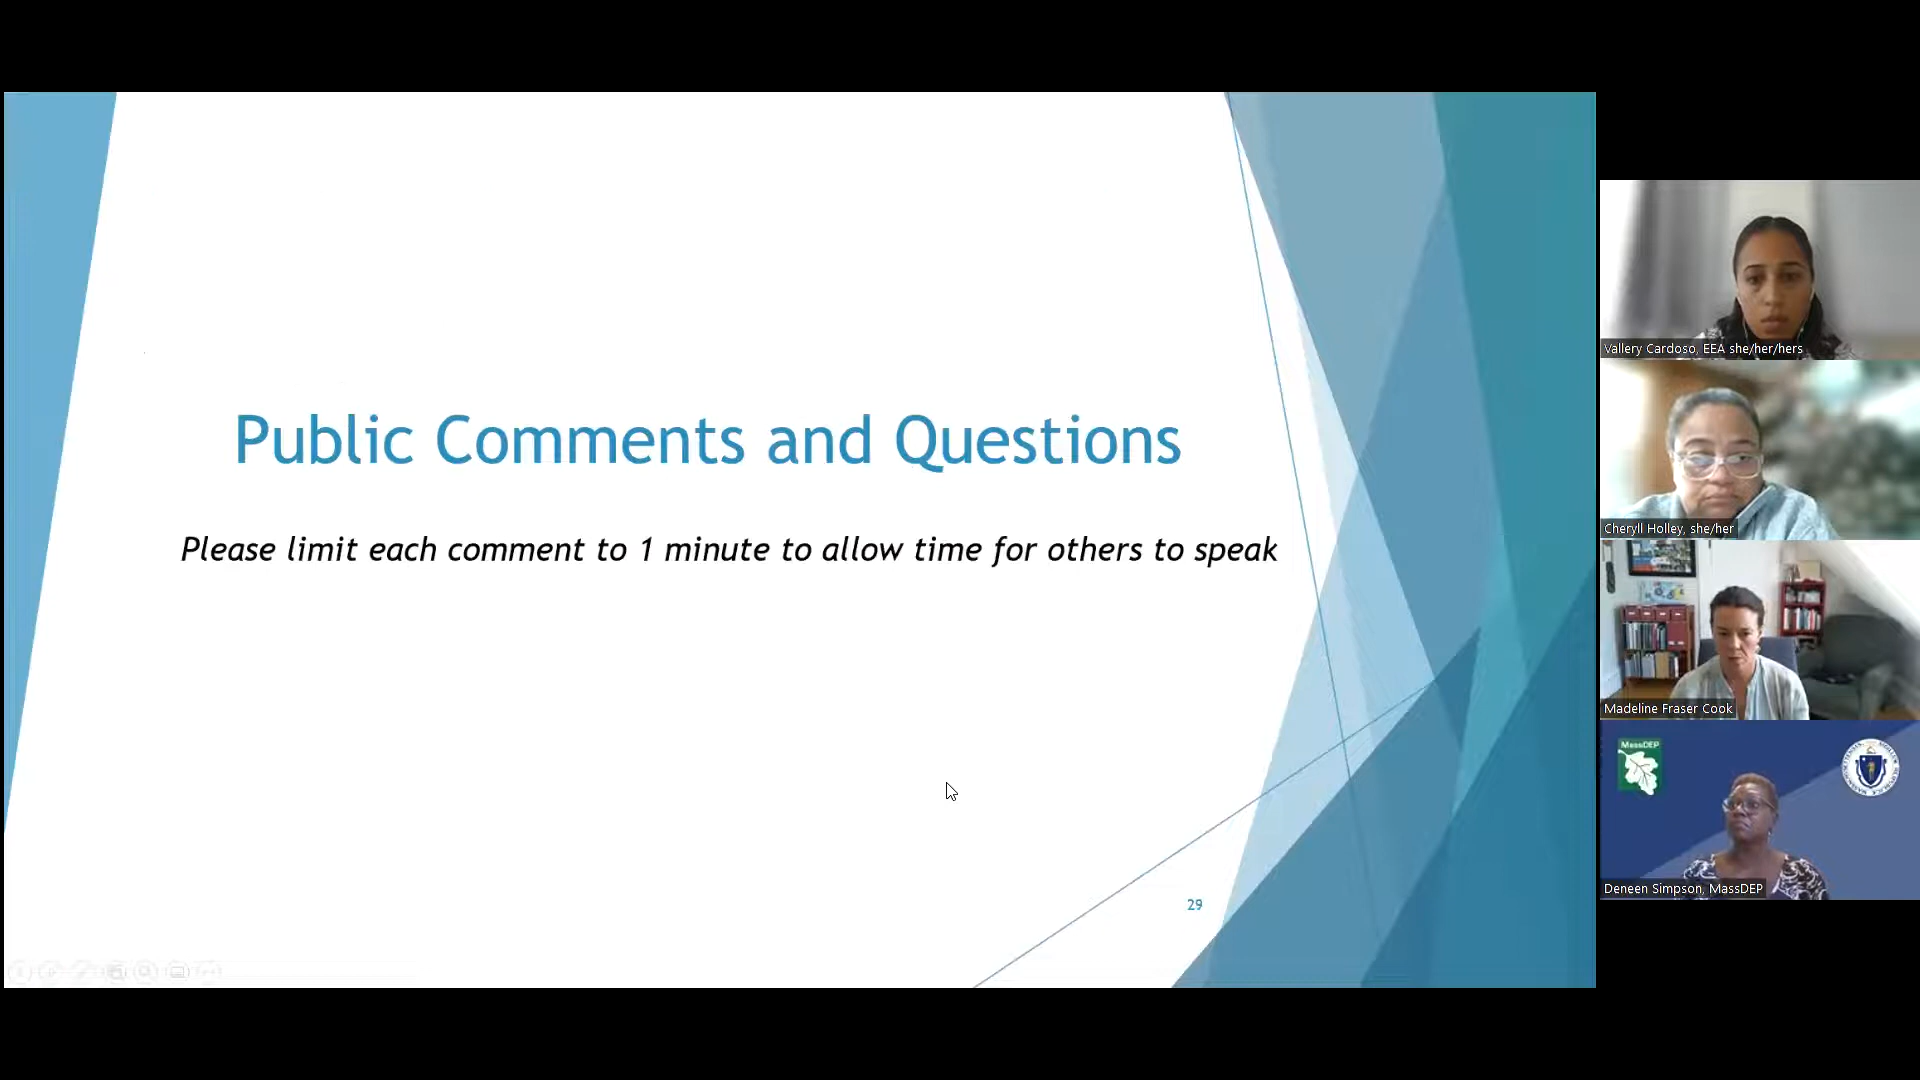 Public Comments and Questions
Please limit each comment to 1 minute to allow time for others to speak
29
Vallery Cardoso, EEA she/her/hers
Cheryll Holley, she/her
Madeline Fraser Cook
MassDEP
Deneen Simpson, MassDEP